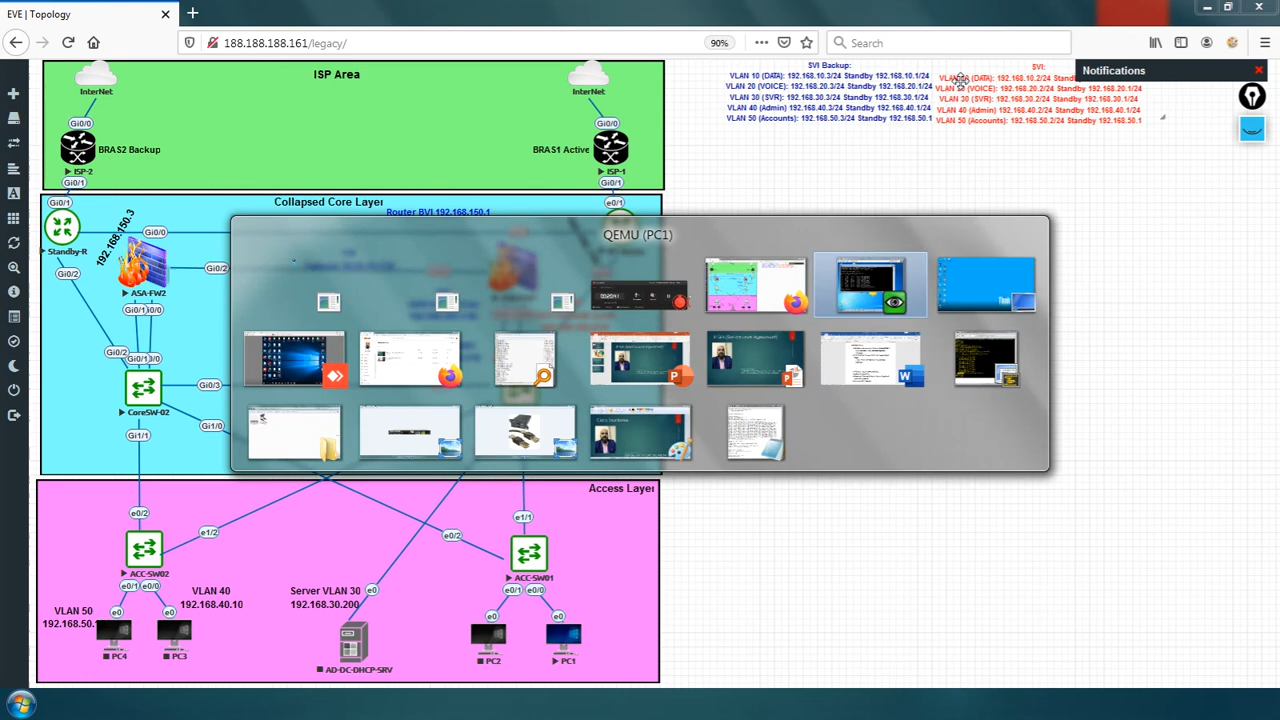 EVE | Topology
188.188.188.161/legacy/
90%
Search
ISP Area
InterNet
InterNet
SVI Backup:
VLAN 10 (DATA): 192.168.10.3/24 Standby 192.168.10.1/24
VLAN 20 (VOICE): 192.168.20.3/24 Standby 192.168.20.1/24
VLAN 30 (SVR): 192.168.30.3/24 Standby 192.168.30.1/24
VLAN 40 (Admin): 192.168.40.3/24 Standby 192.168.40.1/24
VLAN 50 (Accounts): 192.168.50.3/24 Standby 192.168.50.1
SVI:
(DATA): 192.168.10.2/24 Standby
(VOICE): 192.168.20.2/24 Standby 192.168.20.1/24
VLAN 30 (SVR): 192.168.30.2/24 Standby 192.168.30.1/24
VLAN 40 (Admin) 192.168.40.2/24 Standby 192.168.40.1/24
VLAN 50 (Accounts): 192.168.50.2/24 Standby 192.168.50.1
Notifications
Gi0/0
Gi0/0
BRAS2 Backup
BRAS1 Active
ISP-2
ISP-1
Gi0/1
Gi0/1
Collapsed Core Layer
Gi0/1
e0/1
Router BVI 192.168.150.1
192.168.150.3
Gi0/0
Standby-R
Gi0/2
Gi0/2
ASA-FW2
QEMU (PC1)
Gi0/1
Gi0/2
Gi0/1
Gi0/3
CoreSW-02
Gi1/1
Gi1/0
Access Layer
e0/2
e1/2
e0/2
e1/1
ACC-SW02
ACC-SW01
e0/1
e0/0
e0/1
e0/0
VLAN 40
192.168.40.10
Server VLAN 30
192.168.30.200
e0
VLAN 50
192.168.50.
e0
e0
e0
e0
PC4
PC3
AD-DC-DHCP-SRV
PC2
PC1